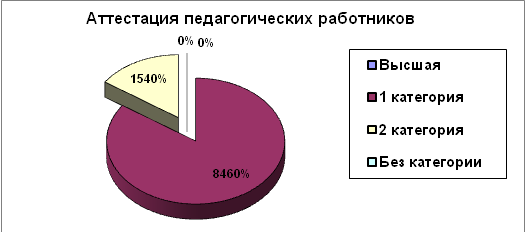 Аттестация педагогических работников
0% 0%
1540%
8460%
Высшая
1 категория
2 категория
Без категории